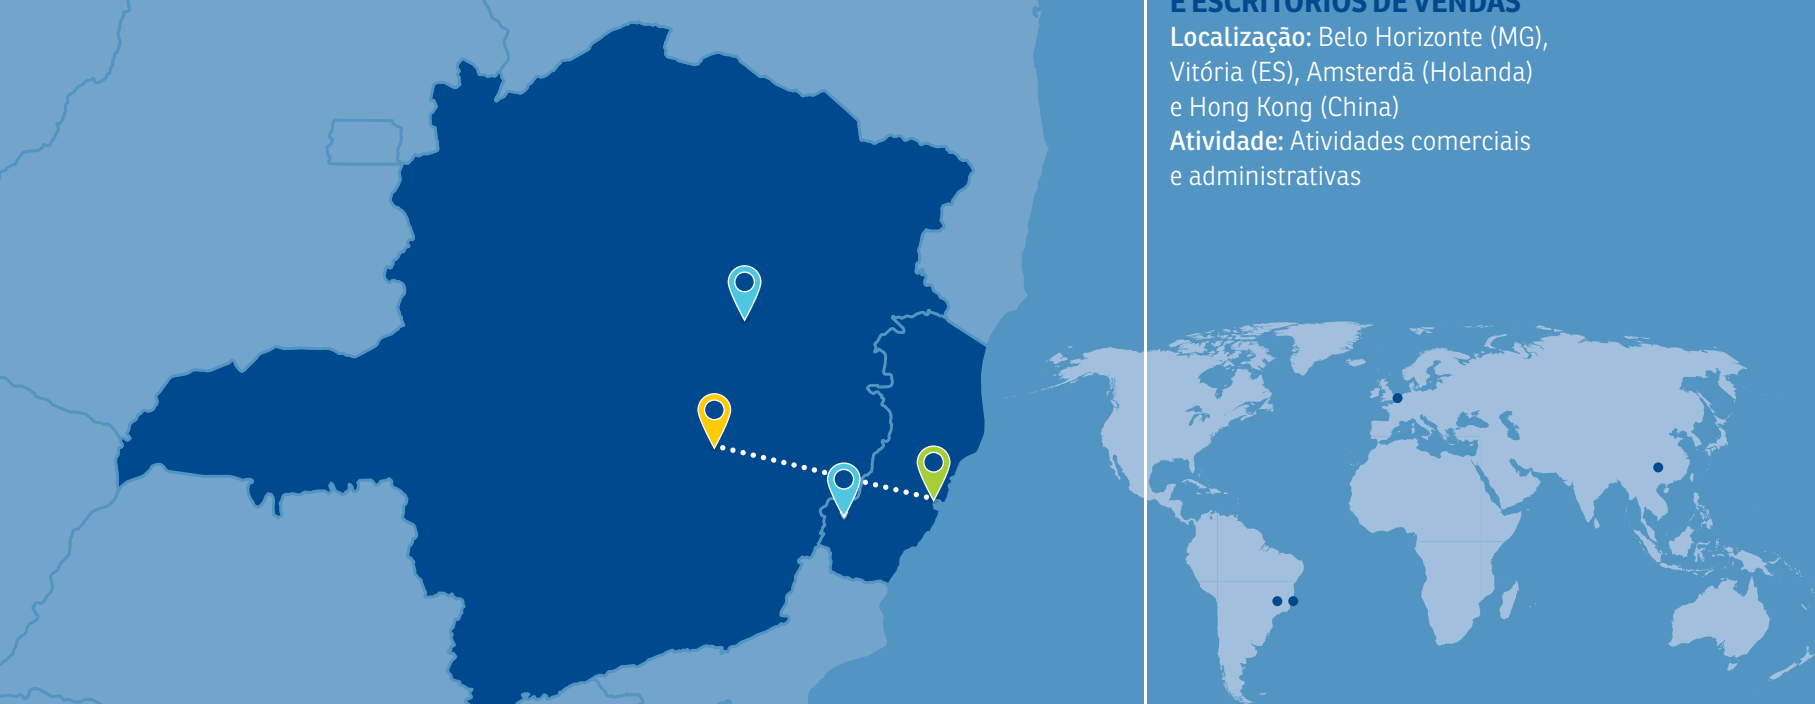 E ESCRITÓRIOS DE VENDAS
Localização: Belo Horizonte (MG),
Vitória (ES), Amsterdã (Holanda)
e Hong Kong (China)
Atividade: Atividades comerciais
e administrativas